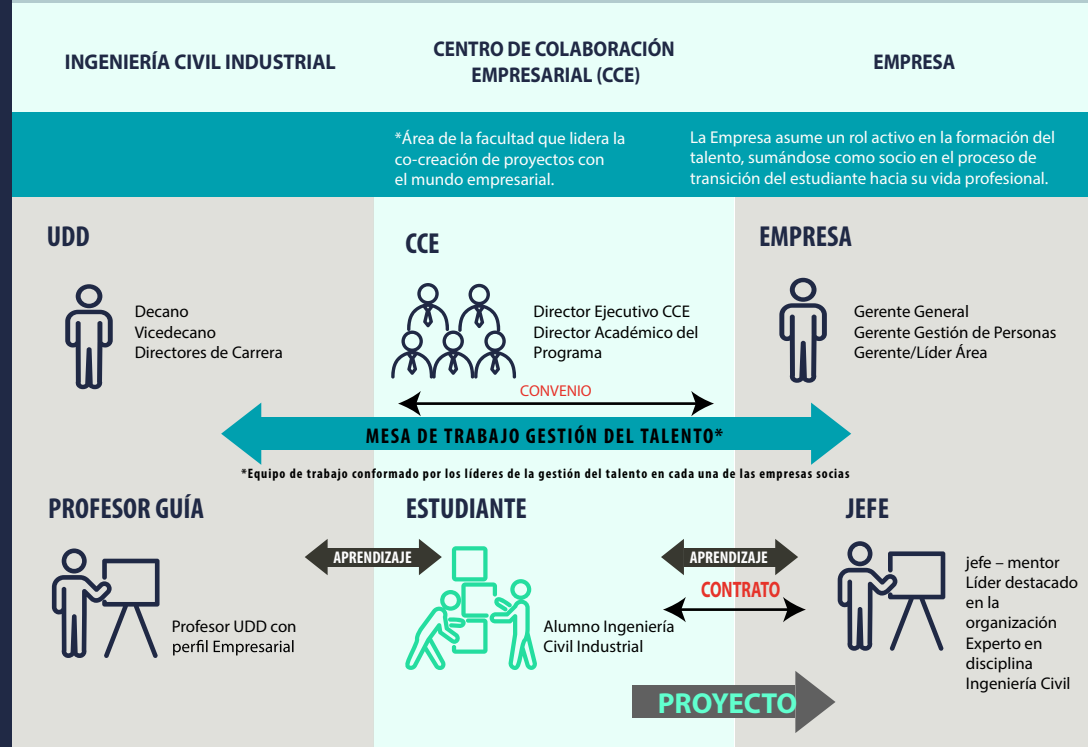 INGENIERÍA CIVIL INDUSTRIAL
CENTRO DE COLABORACIÓN
EMPRESARIAL (CCE)
EMPRESA
*Área de la facultad que lidera la
co-creación de proyectos con
el mundo empresarial.
La Empresa asume un rol activo en la formación del
talento, sumándose como socio en el proceso de
transición del estudiante hacia su vida profesional.
UDD
Decano
Vicedecano
Directores de Carrera
CCE
Director Ejecutivo CCE
Director Académico del
Programa
EMPRESA
Gerente General
Gerente Gestión de Personas
Gerente/Líder Área
CONVENIO
MESA DE TRABAJO GESTIÓN DEL TALENTO*
*Equipo de trabajo conformado por los líderes de la gestión del talento en cada una de las empresas socias
PROFESOR GUÍA
Profesor UDD con
perfil Empresarial
APRENDIZAJE
ESTUDIANTE
Alumno Ingeniería
Civil Industrial
APRENDIZAJE
CONTRATO
JEFE
jefe – mentor
Líder destacado
en la
organización
Experto en
disciplina
Ingeniería Civil
PROYECTO